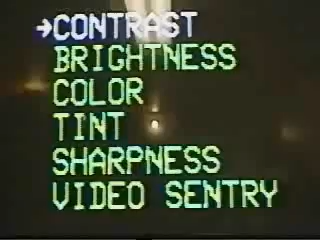 →CONTRAST
BRIGHTNESS
COLOR
TINT
SHARPNESS
VIDEO SENTRY